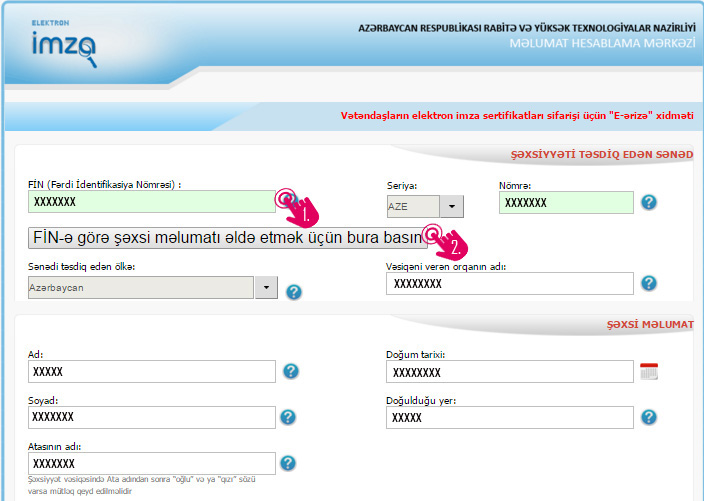 ELEKTRON
imza
AZƏRBAYCAN RESPUBLİKASI RABİTƏ VƏ YÜKSƏK TEXNOLOGİYALAR NAZİRLİYİ
MƏLUMAT HESABLAMA MƏRKƏZİ
Vətəndaşların elektron imza sertifikatları sifarişi üçün "E-ərizə" xidməti
ŞƏXSİYYƏTİ TƏSDİQ EDƏN SƏNƏD
FİN (Fərdi İdentifikasiya Nömrəsi) :
Seriya:
Nömrə:
XXXXXXX
1.
AZE
XXXXXXX
FİN-ə görə şəxsi məlumatı əldə etmək üçün bura basın
2.
Sənədi təsdiq edən ölkə:
Vəsiqəni verən orqanın adı:
Azərbaycan
XXXXXXXX
ŞƏXSİ MƏLUMAT
Ad:
Doğum tarixi:
XXXXX
XXXXXXXX
Soyad:
Doğulduğu yer:
XXXXXXX
XXXXX
Atasının adı:
XXXXXXX
Şəxsiyyət vəsiqəsində Ata adından sonra "oğlu" və ya "qızı" sözü
varsa mütləq qeyd edilməlidir